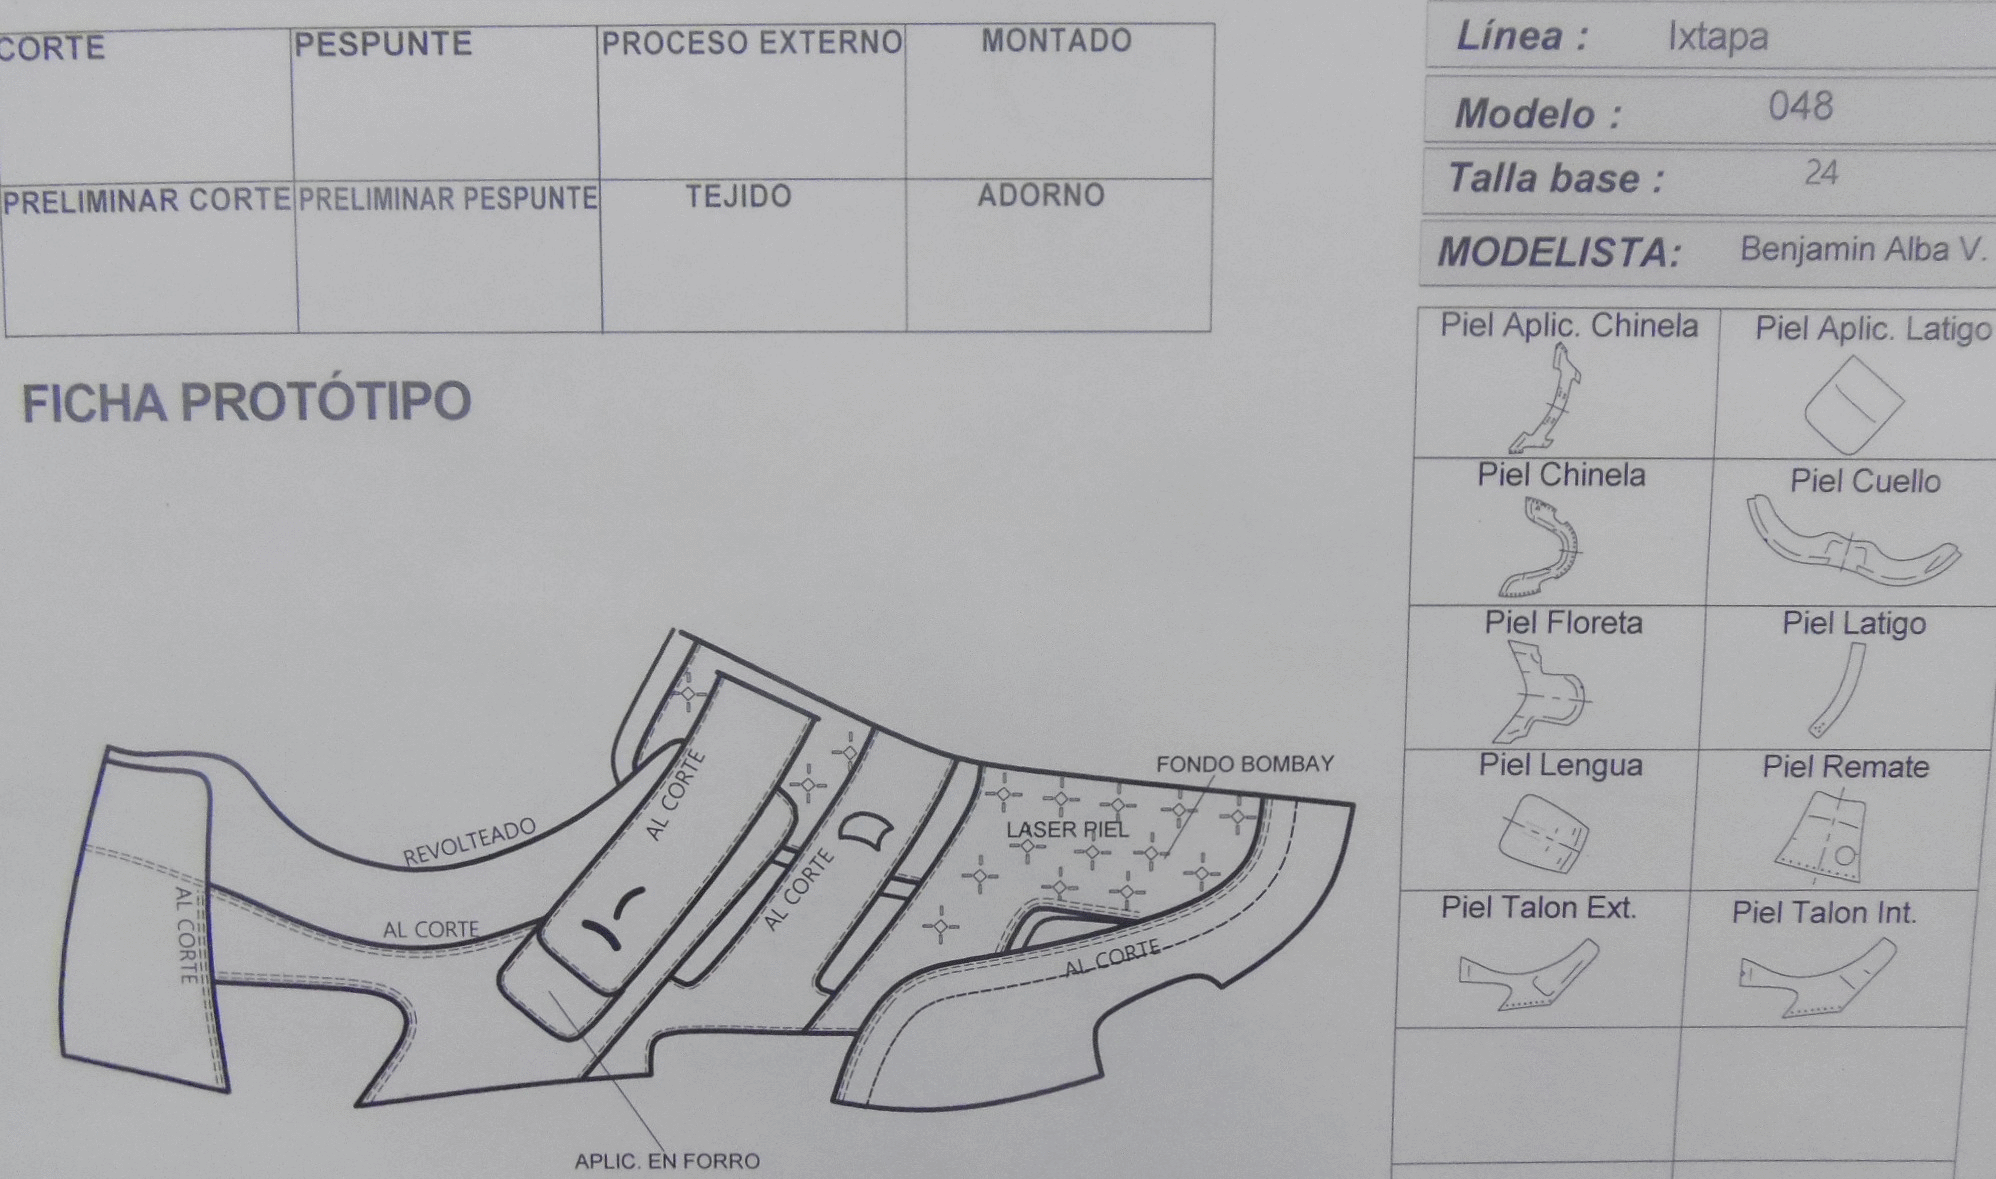 CORTE PESPUNTE PROCESO EXTERNO MONTADO
PRELIMINAR CORTE PRELIMINAR PESPUNTE TEJIDO ADORNO
FICHA PROTÓTIPO
Línea : Ixtapa
Modelo : 048
Talla base : 24
MODELISTA: Benjamin Alba V.
Piel Aplic. Chinela Piel Aplic. Latigo
Piel Chinela Piel Cuello
Piel Floreta Piel Latigo
Piel Lengua Piel Remate
Piel Talon Ext. Piel Talon Int.
FONDO BOMBAY
AL CORTE
LASER PIEL
REVOLTEADO
AL CORTE
AL CORTE
AL CORTE
AL CORTE
APLIC. EN FORRO